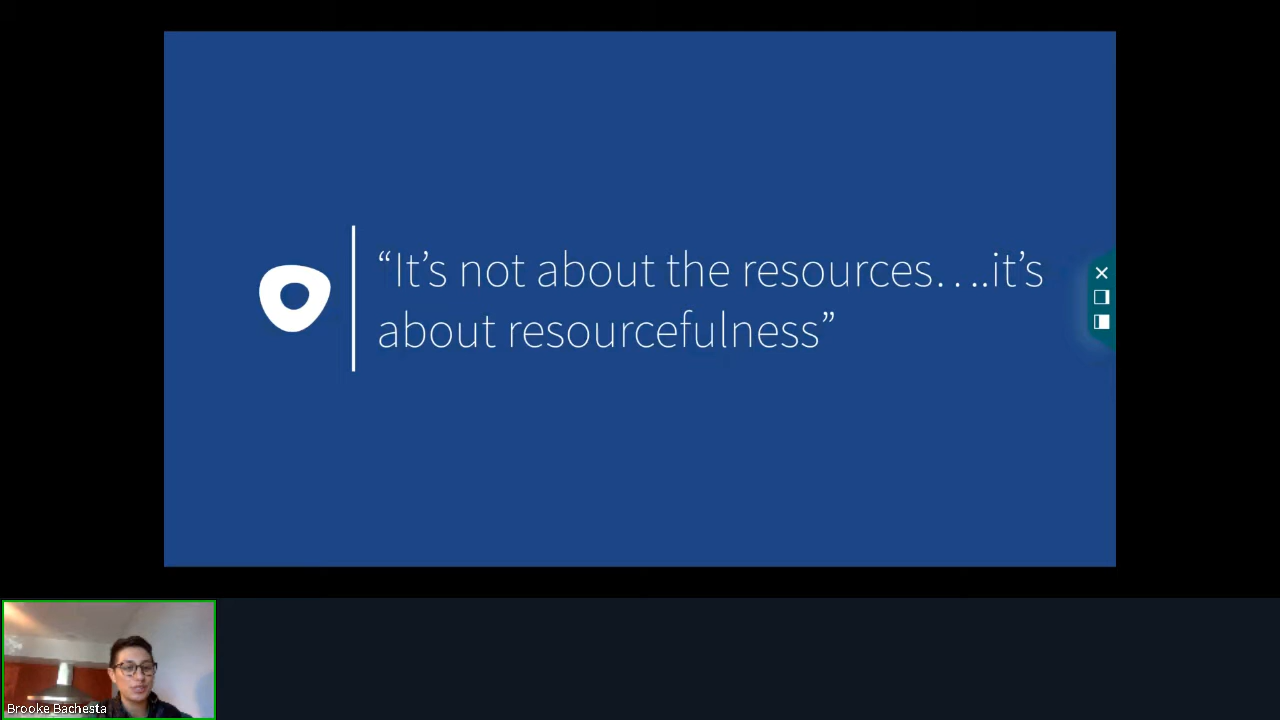 “It’s not about the resources….it’s
about resourcefulness”
Brooke Bachesta